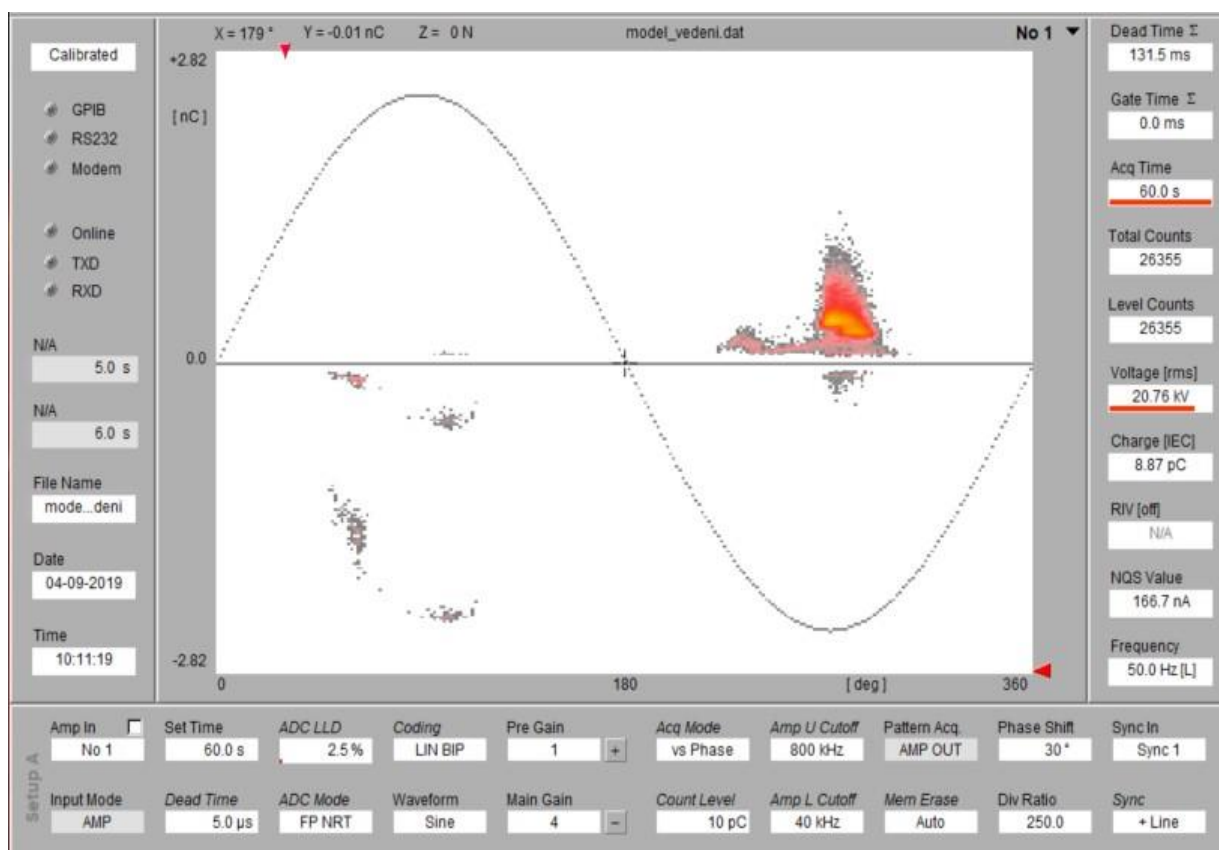 X = 179 ° Y = -0.01 nC Z = 0 N model_vedeni.dat No 1
Calibrated
GPIB
RS232
Modem
Online
TXD
RXD
N/A
5.0 s
N/A
6.0 s
File Name
mode...deni
Date
04-09-2019
Time
10:11:19
+2.82
[ nC ]
0.0
-2.82
0 180 [ deg ] 360
Dead Time Σ
131.5 ms
Gate Time Σ
0.0 ms
Acq Time
60.0 s
Total Counts
26355
Level Counts
26355
Voltage [rms]
20.76 kV
Charge [IEC]
8.87 pC
RIV [off]
N/A
NQS Value
166.7 nA
Frequency
50.0 Hz [L]
Setup A
Amp In Set Time ADC LLD Coding Pre Gain Acq Mode Amp U Cutoff Pattern Acq. Phase Shift Sync In
No 1 60.0 s 2.5 % LIN BIP 1 + vs Phase 800 kHz AMP OUT 30 ° Sync 1
Input Mode Dead Time ADC Mode Waveform Main Gain Count Level Amp L Cutoff Mem Erase Div Ratio Sync
AMP 5.0 µs FP NRT Sine 4 − 10 pC 40 kHz Auto 250.0 + Line